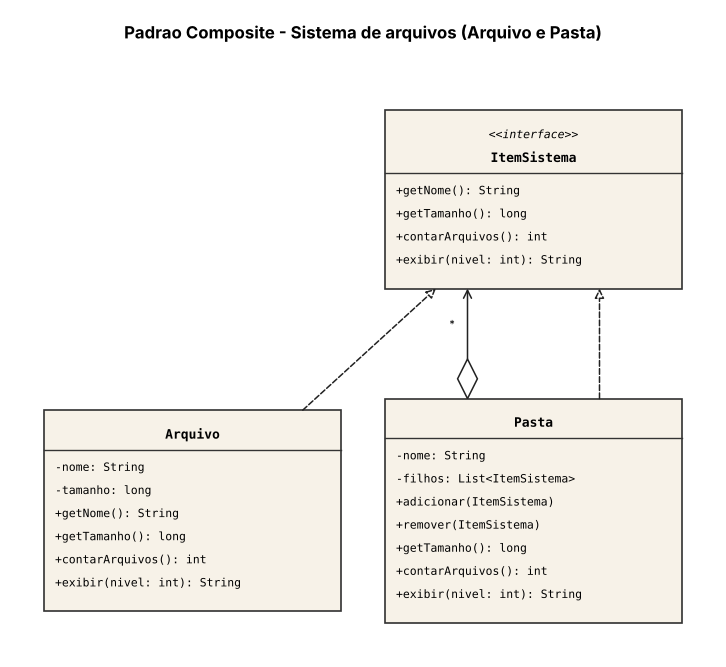 Padrao Composite - Sistema de arquivos (Arquivo e Pasta)
<<interface>>
ItemSistema
+getNome(): String
+getTamanho(): long
+contarArquivos(): int
+exibir(nivel: int): String
*
Arquivo
-nome: String
-tamanho: long
+getNome(): String
+getTamanho(): long
+contarArquivos(): int
+exibir(nivel: int): String
Pasta
-nome: String
-filhos: List<ItemSistema>
+adicionar(ItemSistema)
+remover(ItemSistema)
+getTamanho(): long
+contarArquivos(): int
+exibir(nivel: int): String